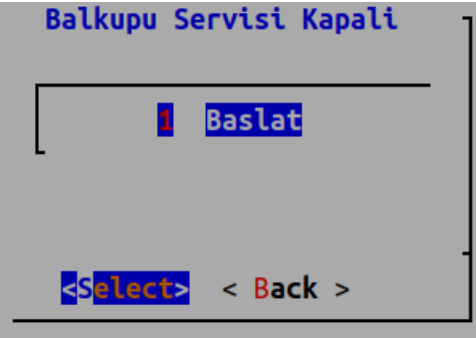 Balkupu Servisi Kapali
1 Baslat
<Select> < Back >